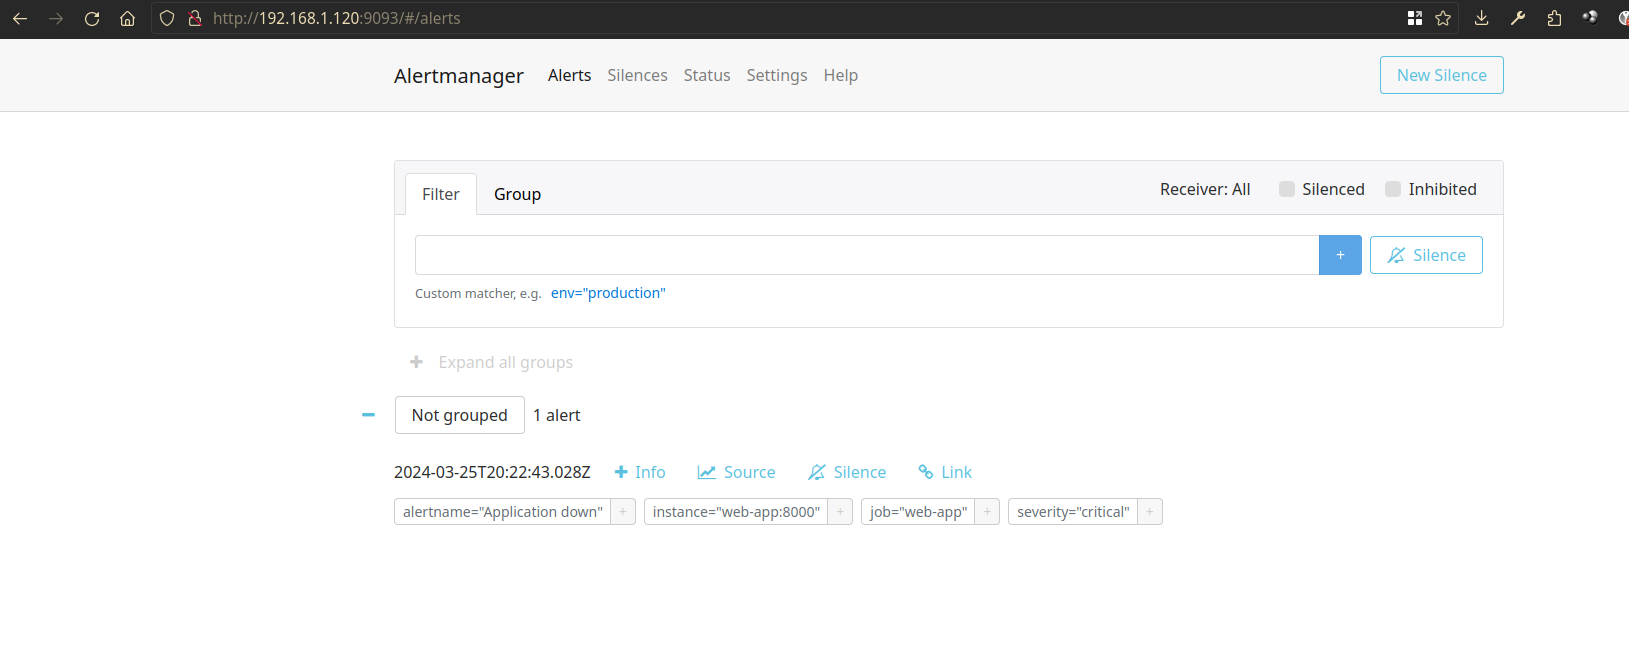 http://192.168.1.120:9093/#/alerts
Alertmanager Alerts Silences Status Settings Help New Silence
Filter Group Receiver: All Silenced Inhibited
+ Silence
Custom matcher, e.g. env="production"
+ Expand all groups
− Not grouped 1 alert
2024-03-25T20:22:43.028Z + Info Source Silence Link
alertname="Application down" + instance="web-app:8000" + job="web-app" + severity="critical" +